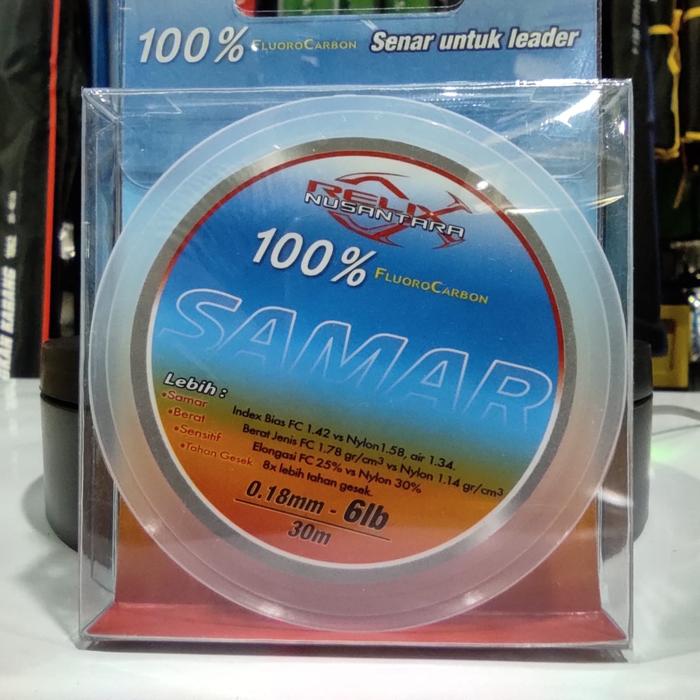 100% FLUOROCARBON Senar untuk leader
RELIX
NUSANTARA
100% FLUOROCARBON
SAMAR
Lebih :
•Samar
•Berat
•Sensitif
•Tahan Gesek
Index Bias FC 1.42 vs Nylon1.58, air 1.34.
Berat Jenis FC 1.78 gr/cm³ vs Nylon 1.14 gr/cm³
Elongasi FC 25% vs Nylon 30%
8x lebih tahan gesek.
0.18mm - 6lb
30m